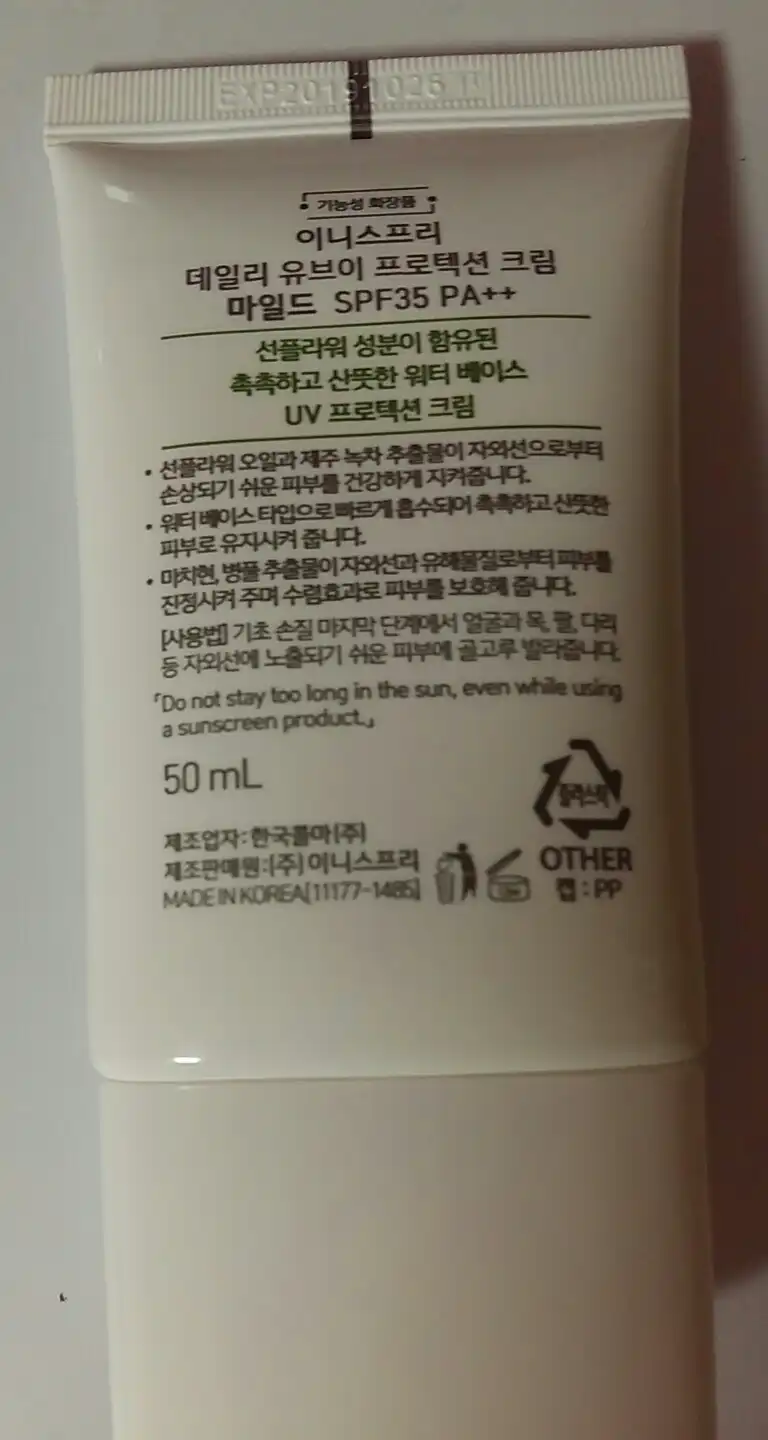 EXP20191026
기능성 화장품
이니스프리
데일리 유브이 프로텍션 크림
마일드 SPF35 PA++
선플라워 성분이 함유된
촉촉하고 산뜻한 워터 베이스
UV 프로텍션 크림
• 선플라워 오일과 제주 녹차 추출물이 자외선으로부터
손상되기 쉬운 피부를 건강하게 지켜줍니다.
• 워터 베이스 타입으로 빠르게 흡수되어 촉촉하고 산뜻한
피부로 유지시켜 줍니다.
• 마치현, 병풀 추출물이 자외선과 유해물질로부터 피부를
진정시켜 주며 수렴효과로 피부를 보호해 줍니다.
[사용법] 기초 손질 마지막 단계에서 얼굴과 목, 팔, 다리
등 자외선에 노출되기 쉬운 피부에 골고루 발라줍니다.
「Do not stay too long in the sun, even while using
a sunscreen product.」
50 mL
플라스틱
OTHER
캡 : PP
제조업자 : 한국콜마(주)
제조판매원 : (주)이니스프리
MADE IN KOREA[11177-1485]